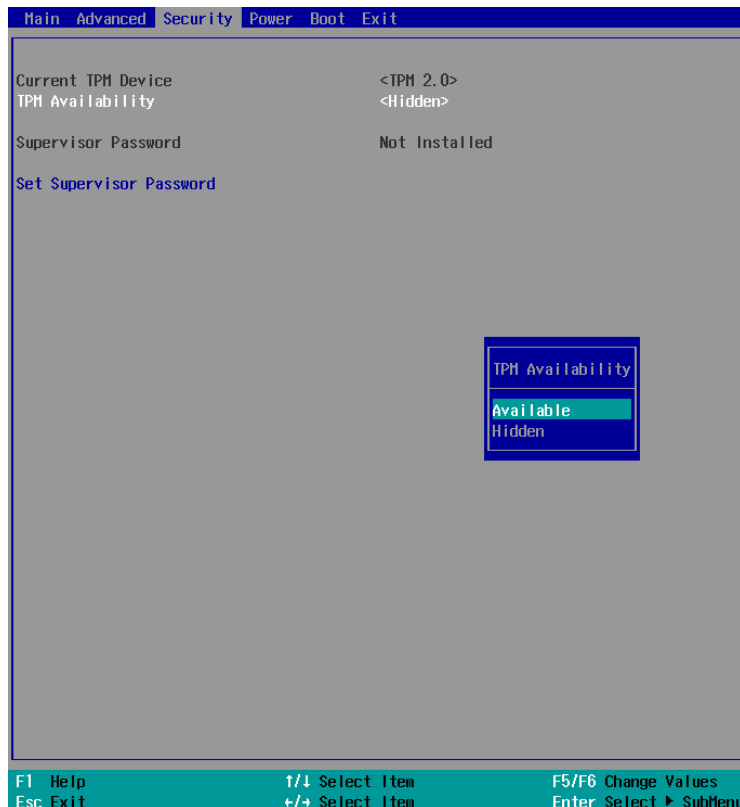 Main Advanced Security Power Boot Exit
Current TPM Device <TPM 2.0>
TPM Availability <Hidden>
Supervisor Password Not Installed
Set Supervisor Password
TPM Availability
Available
Hidden
F1 Help ↑/↓ Select Item F5/F6 Change Values
Esc Exit ←/→ Select Item Enter Select ▶ SubMenu